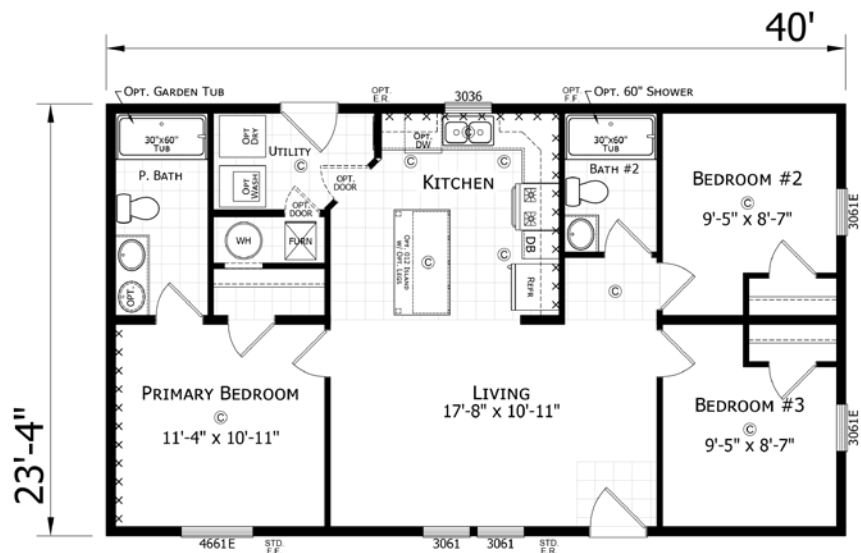 40'
Opt. Garden Tub
OPT.
E.R.
3036
OPT.
F.F.
Opt. 60" Shower
30"x60"
TUB
P. Bath
OPT.
OPT
DRY
Utility
OPT
WASH
C
OPT.
DOOR
OPT.
DOOR
WH
FURN
C
OPT.
DW
C
C
Kitchen
Opt. 012 Island
w/ Opt. Legs
C
C
DB
Refr
30"x60"
TUB
Bath #2
C
Bedroom #2
C
9'-5" x 8'-7"
3061E
23'-4"
Primary Bedroom
C
11'-4" x 10'-11"
Living
17'-8" x 10'-11"
Bedroom #3
C
9'-5" x 8'-7"
3061E
4661E
STD.
3061
3061
STD.
E.R.